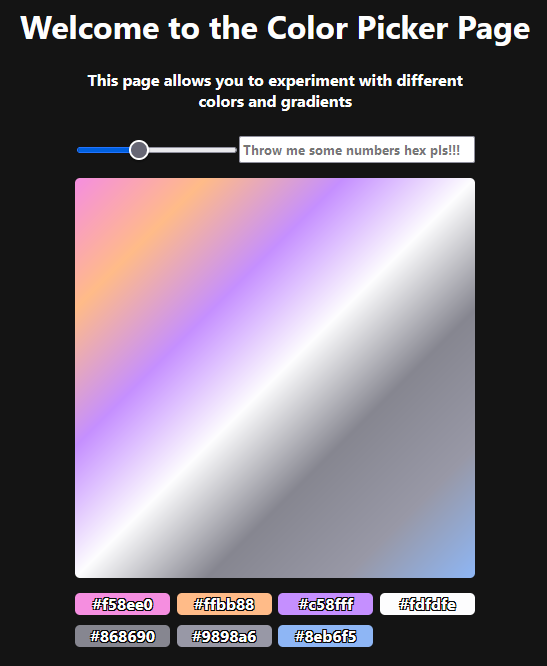 Welcome to the Color Picker Page
This page allows you to experiment with different
colors and gradients
Throw me some numbers hex pls!!!
#f58ee0 #ffbb88 #c58fff #fdfdfe
#868690 #9898a6 #8eb6f5